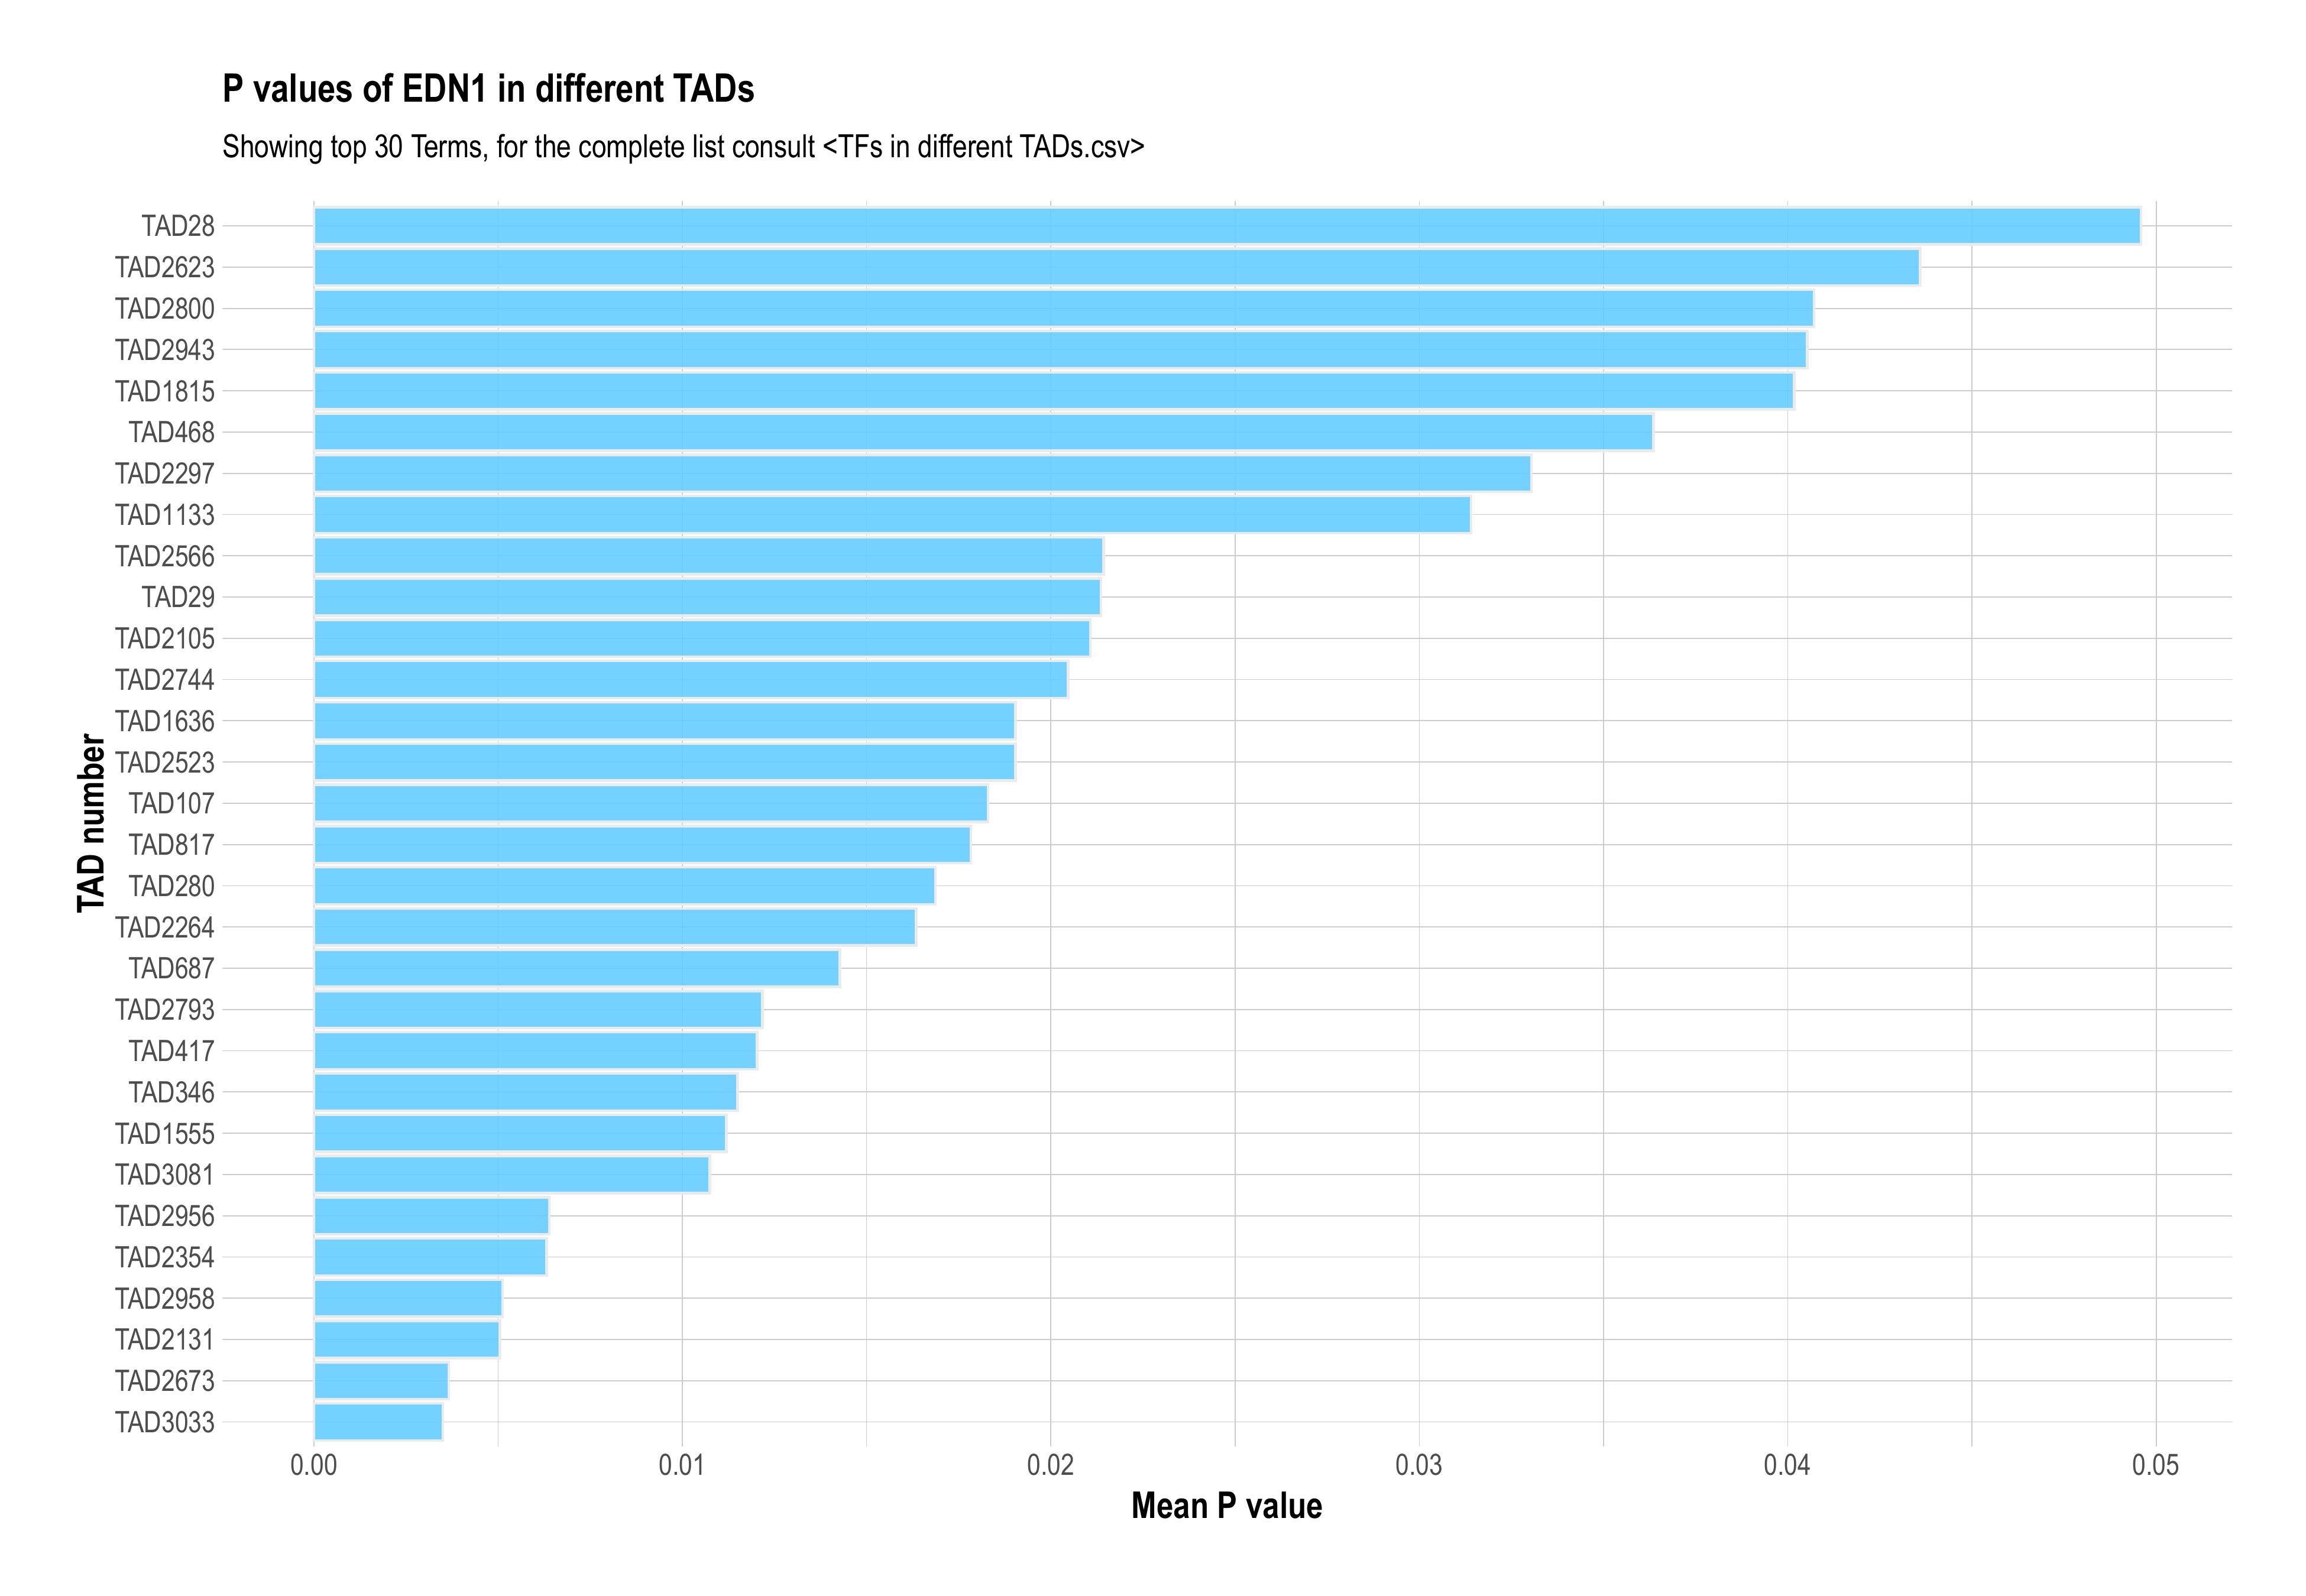 P values of EDN1 in different TADs
Showing top 30 Terms, for the complete list consult <TFs in different TADs.csv>
TAD number
TAD28
TAD2623
TAD2800
TAD2943
TAD1815
TAD468
TAD2297
TAD1133
TAD2566
TAD29
TAD2105
TAD2744
TAD1636
TAD2523
TAD107
TAD817
TAD280
TAD2264
TAD687
TAD2793
TAD417
TAD346
TAD1555
TAD3081
TAD2956
TAD2354
TAD2958
TAD2131
TAD2673
TAD3033
0.00 0.01 0.02 0.03 0.04 0.05
Mean P value